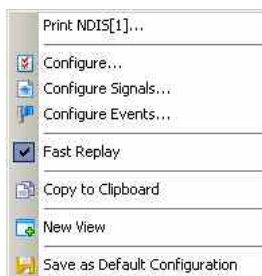 Print NDIS[1]...
Configure...
Configure Signals...
Configure Events...
Fast Replay
Copy to Clipboard
New View
Save as Default Configuration